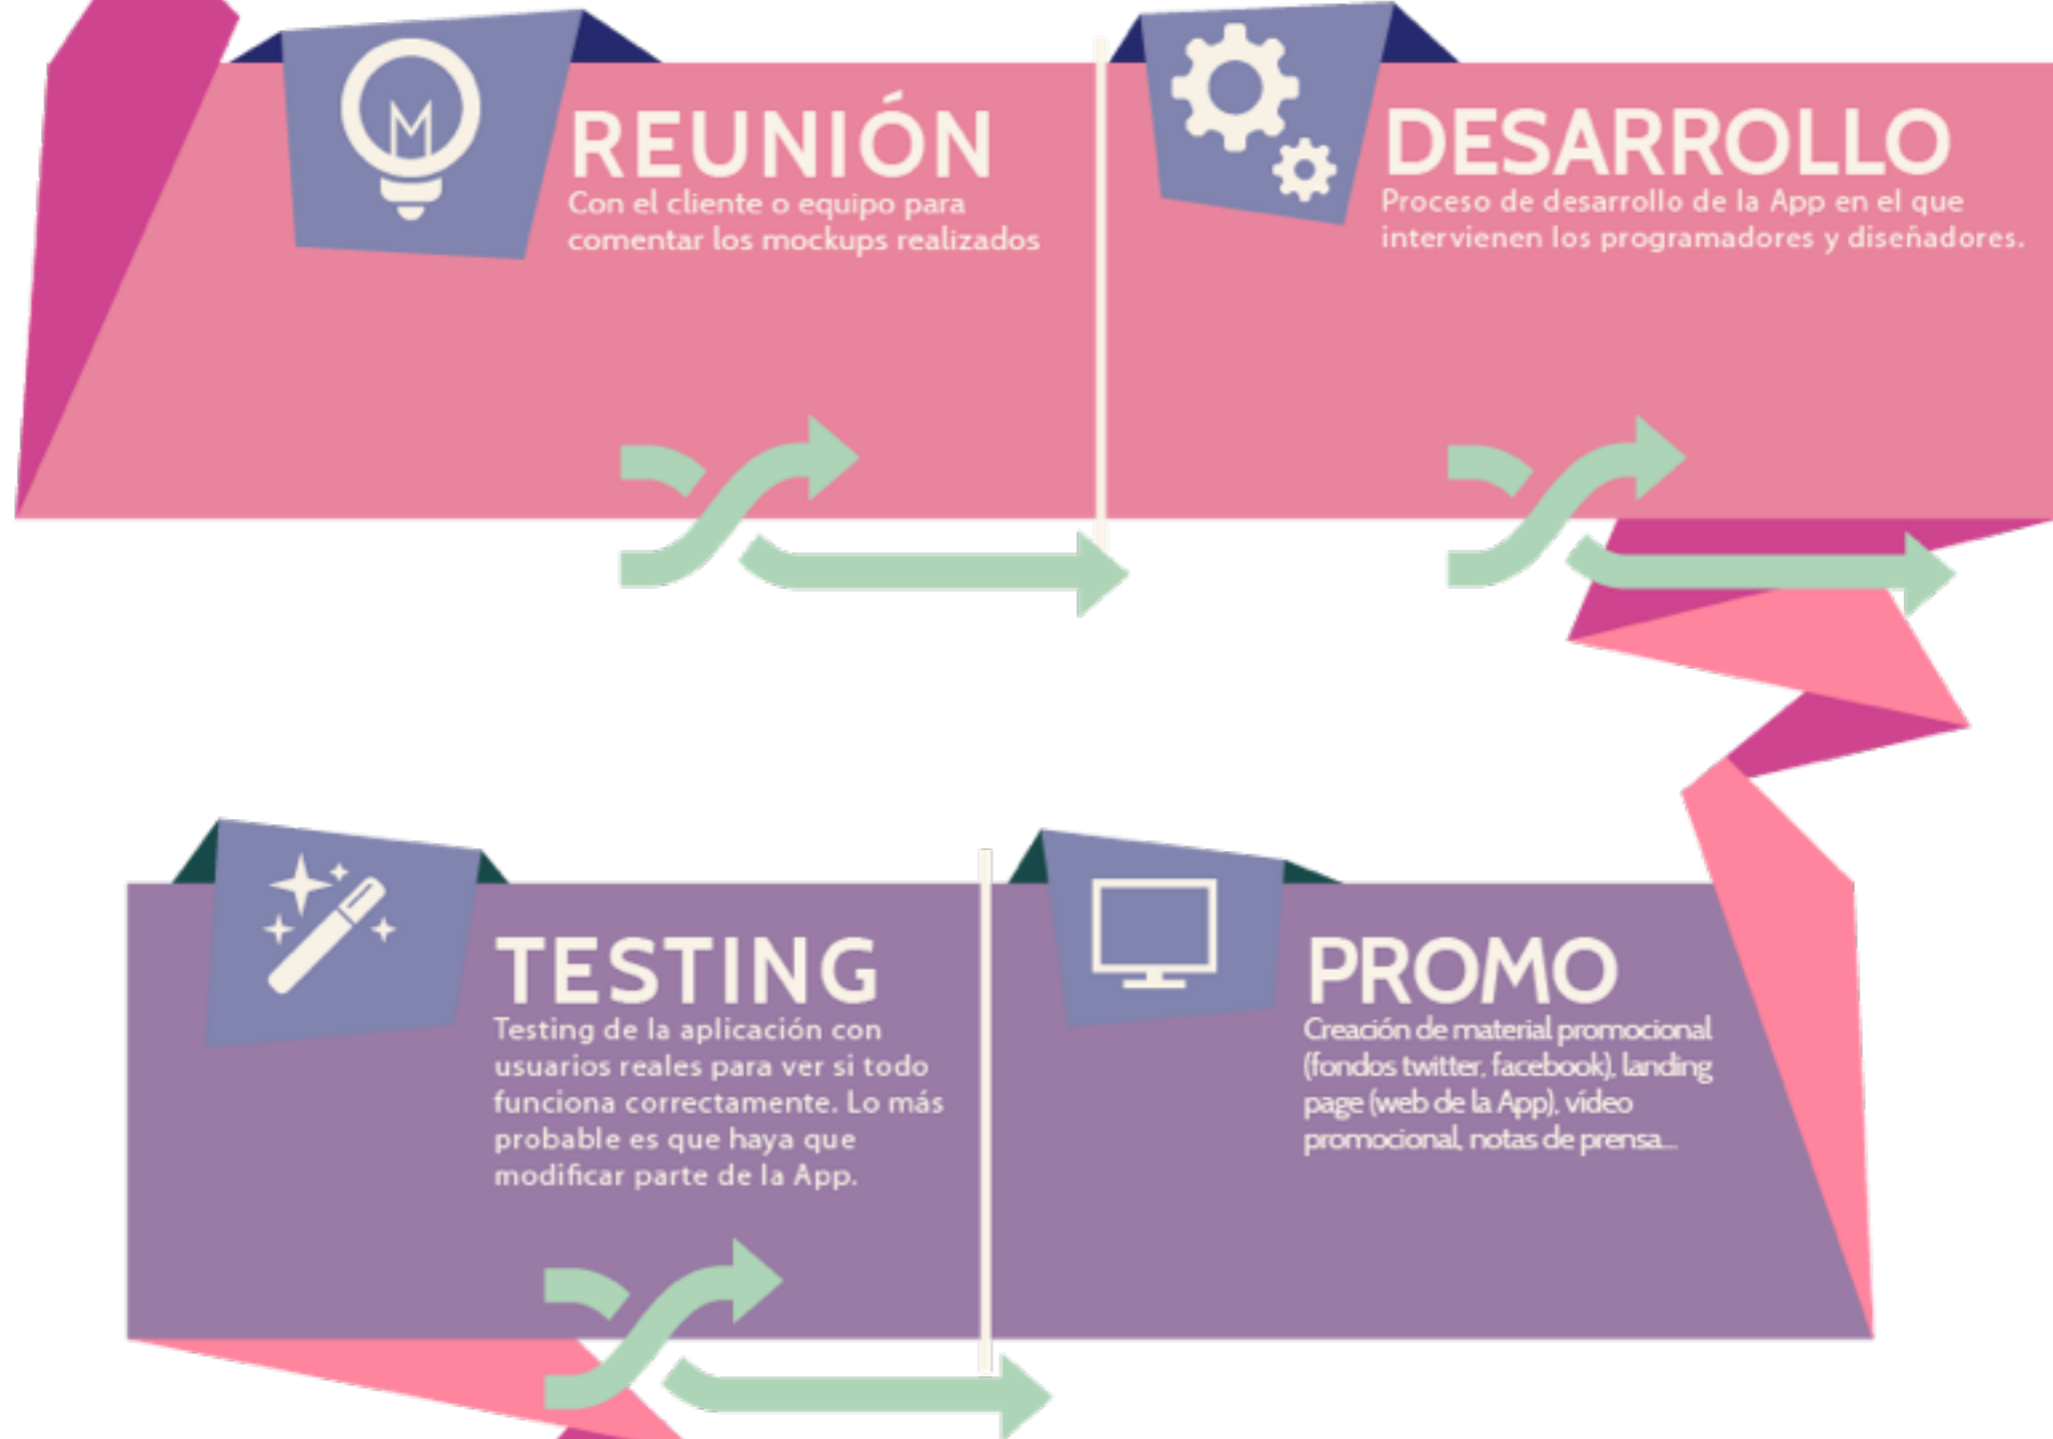 REUNIÓN
Con el cliente o equipo para
comentar los mockups realizados
DESARROLLO
Proceso de desarrollo de la App en el que
intervienen los programadores y diseñadores.
TESTING
Testing de la aplicación con
usuarios reales para ver si todo
funciona correctamente. Lo más
probable es que haya que
modificar parte de la App.
PROMO
Creación de material promocional
(fondos twitter, facebook), landing
page (web de la App), vídeo
promocional, notas de prensa...